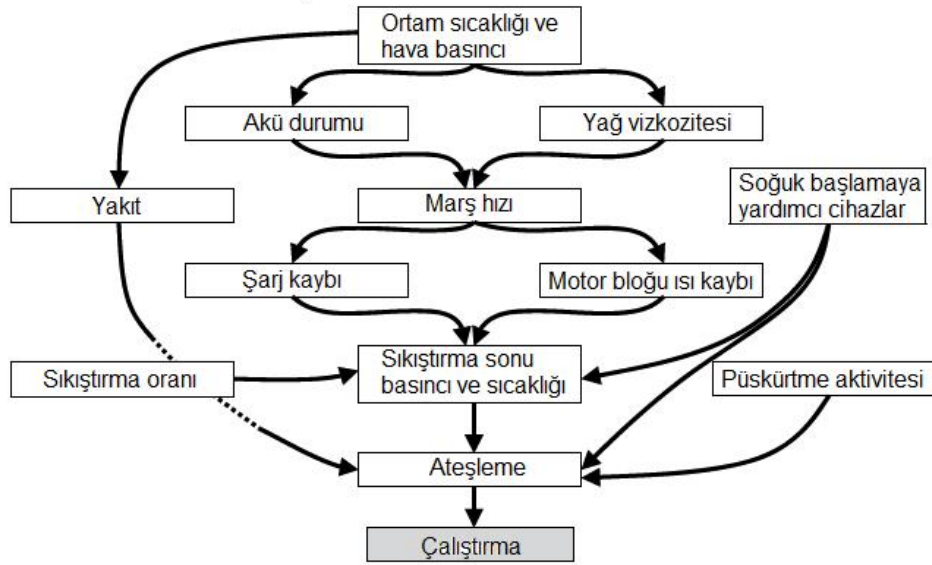 Ortam sıcaklığı ve
hava basıncı
Akü durumu
Yağ vizkozitesi
Yakıt
Marş hızı
Soğuk başlamaya
yardımcı cihazlar
Şarj kaybı
Motor bloğu ısı kaybı
Sıkıştırma oranı
Sıkıştırma sonu
basıncı ve sıcaklığı
Püskürtme aktivitesi
Ateşleme
Çalıştırma